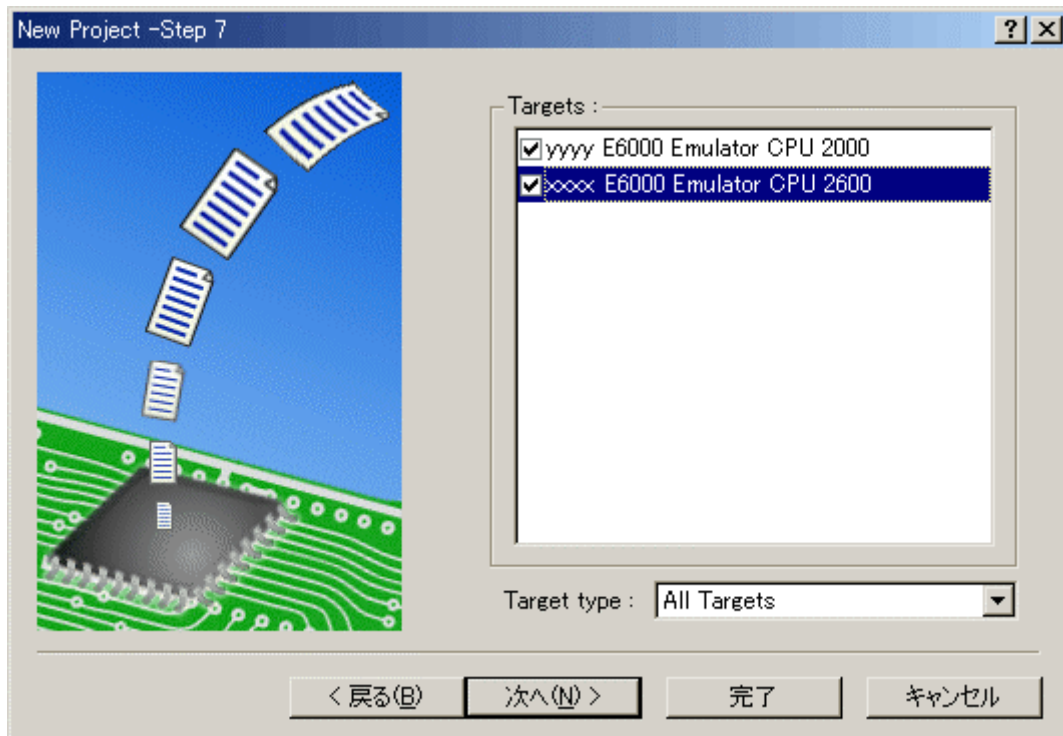 New Project -Step 7
Targets :
yyyy E6000 Emulator CPU 2000
xxxx E6000 Emulator CPU 2600
Target type : All Targets
< 戻る(B) 次へ(N) > 完了 キャンセル